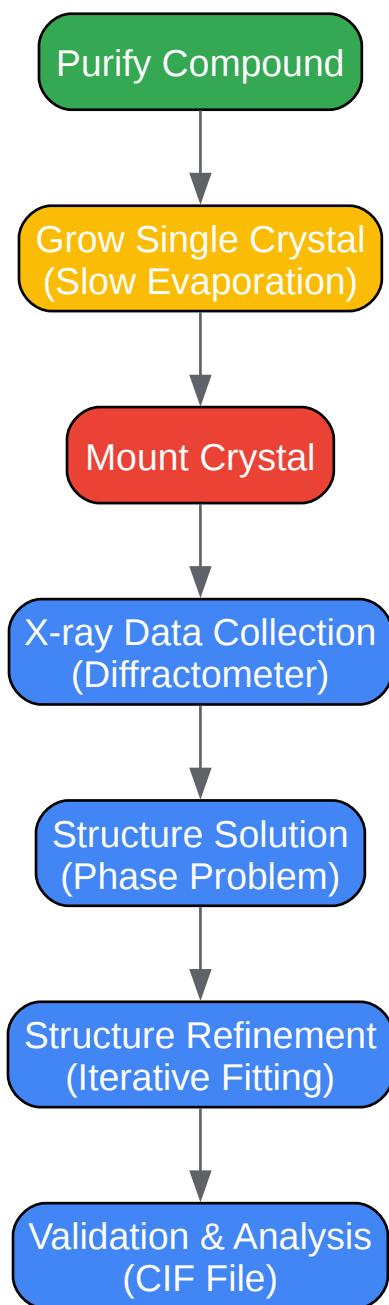 Purify Compound
Grow Single Crystal
(Slow Evaporation)
Mount Crystal
X-ray Data Collection
(Diffractometer)
Structure Solution
(Phase Problem)
Structure Refinement
(Iterative Fitting)
Validation & Analysis
(CIF File)